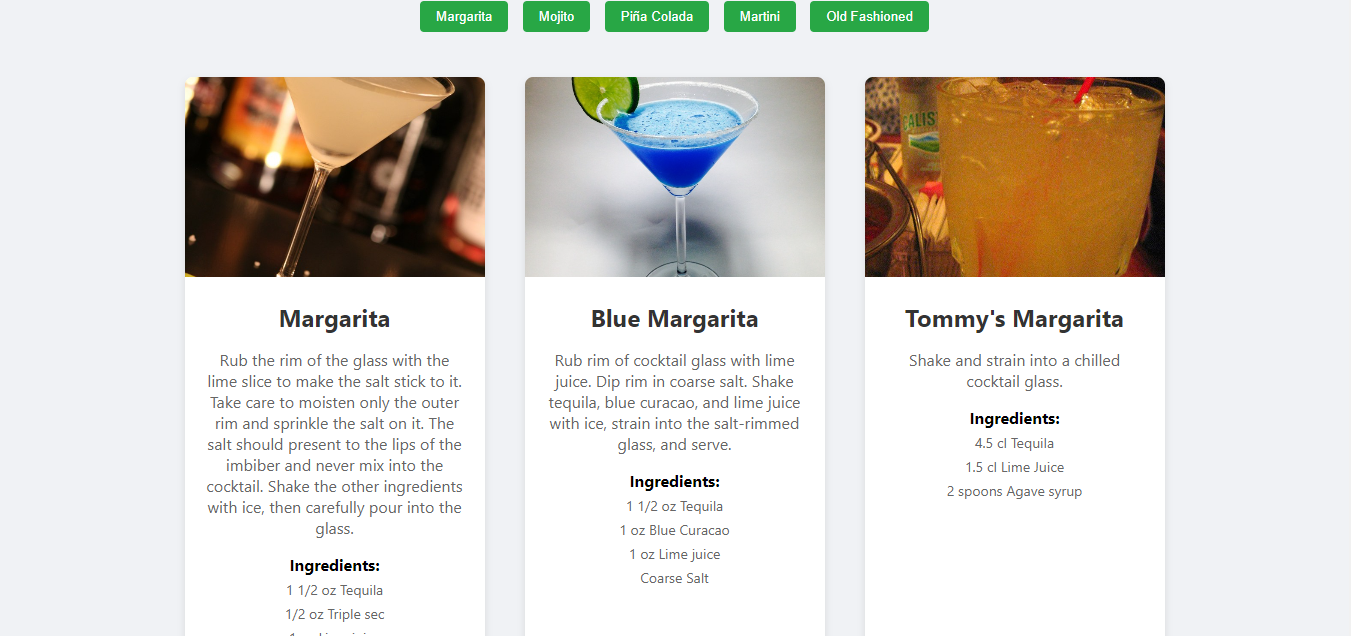 Margarita
Mojito
Piña Colada
Martini
Old Fashioned
Margarita
Rub the rim of the glass with the
lime slice to make the salt stick to it.
Take care to moisten only the outer
rim and sprinkle the salt on it. The
salt should present to the lips of the
imbiber and never mix into the
cocktail. Shake the other ingredients
with ice, then carefully pour into the
glass.
Ingredients:
1 1/2 oz Tequila
1/2 oz Triple sec
Blue Margarita
Rub rim of cocktail glass with lime
juice. Dip rim in coarse salt. Shake
tequila, blue curacao, and lime juice
with ice, strain into the salt-rimmed
glass, and serve.
Ingredients:
1 1/2 oz Tequila
1 oz Blue Curacao
1 oz Lime juice
Coarse Salt
CALIS
Tommy's Margarita
Shake and strain into a chilled
cocktail glass.
Ingredients:
4.5 cl Tequila
1.5 cl Lime Juice
2 spoons Agave syrup